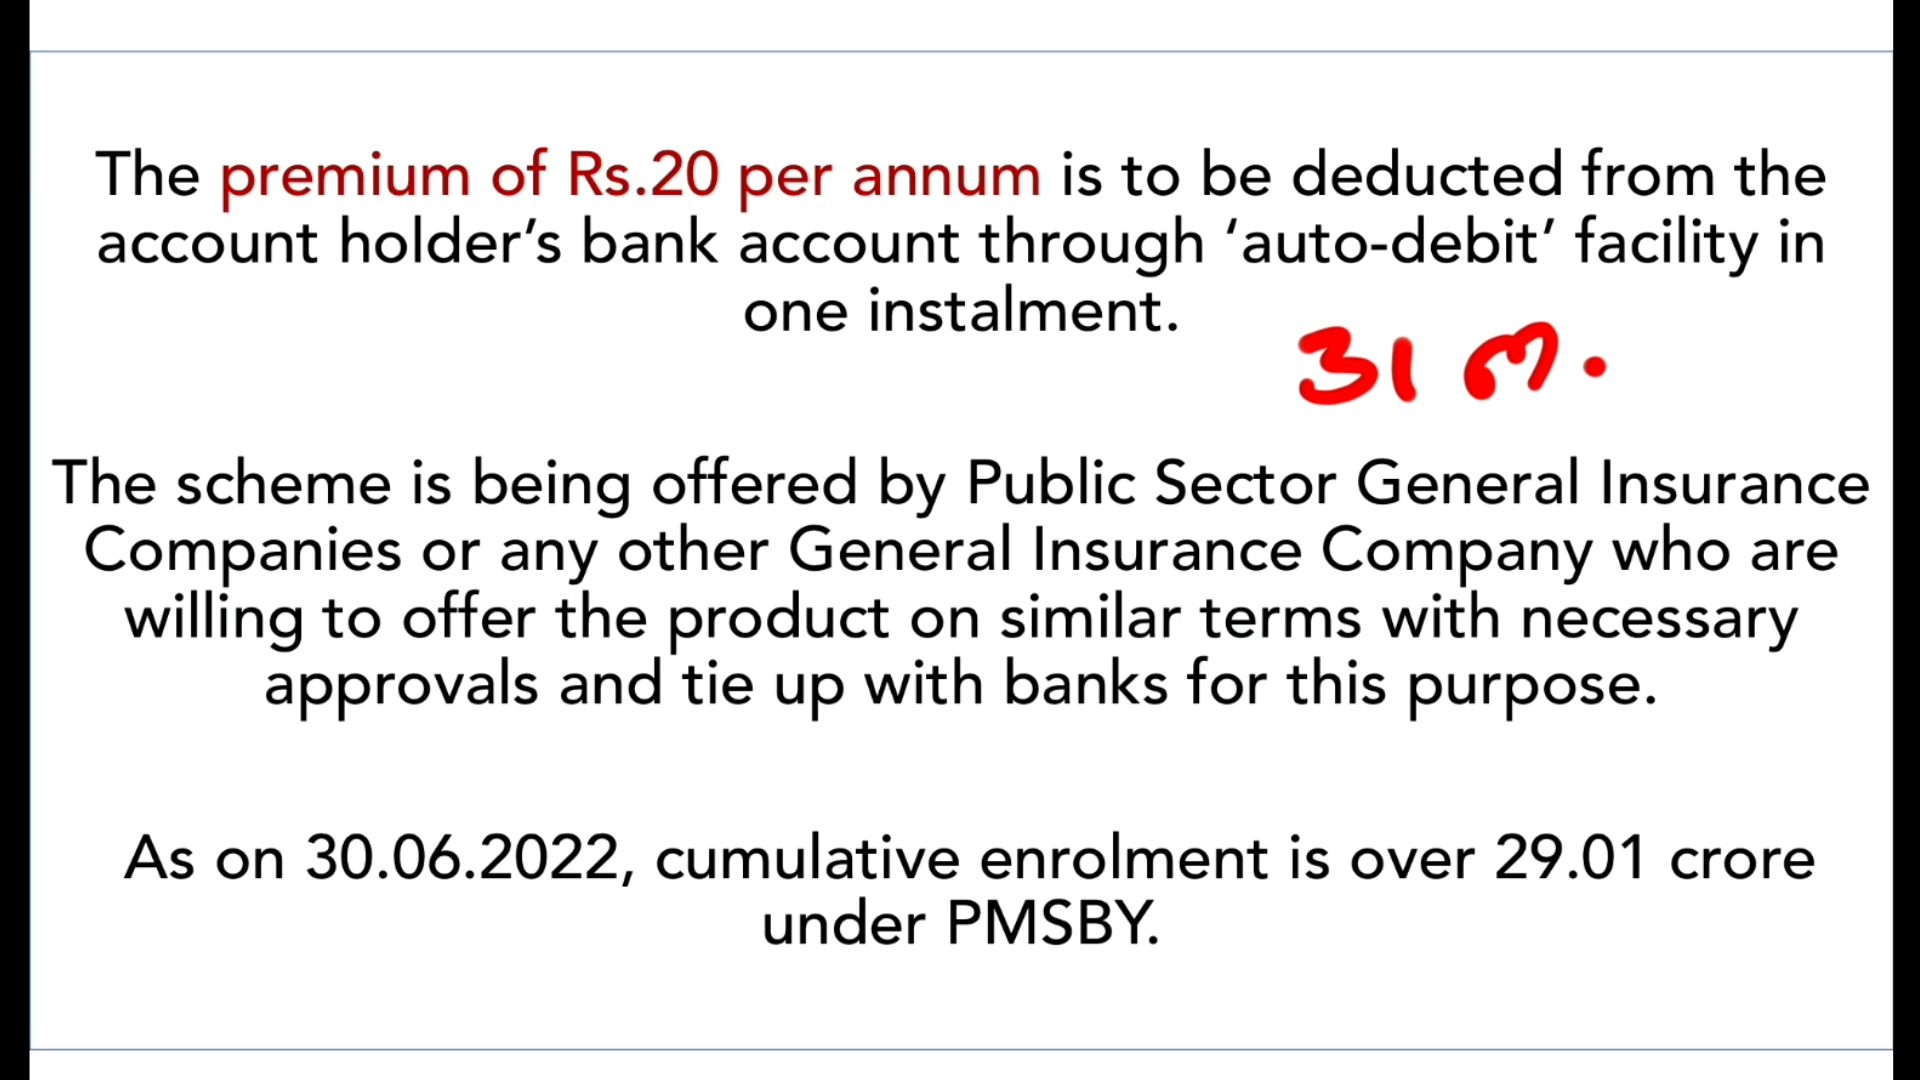 The premium of Rs.20 per annum is to be deducted from the
account holder’s bank account through ‘auto-debit’ facility in
one instalment.
31
The scheme is being offered by Public Sector General Insurance
Companies or any other General Insurance Company who are
willing to offer the product on similar terms with necessary
approvals and tie up with banks for this purpose.
As on 30.06.2022, cumulative enrolment is over 29.01 crore
under PMSBY.